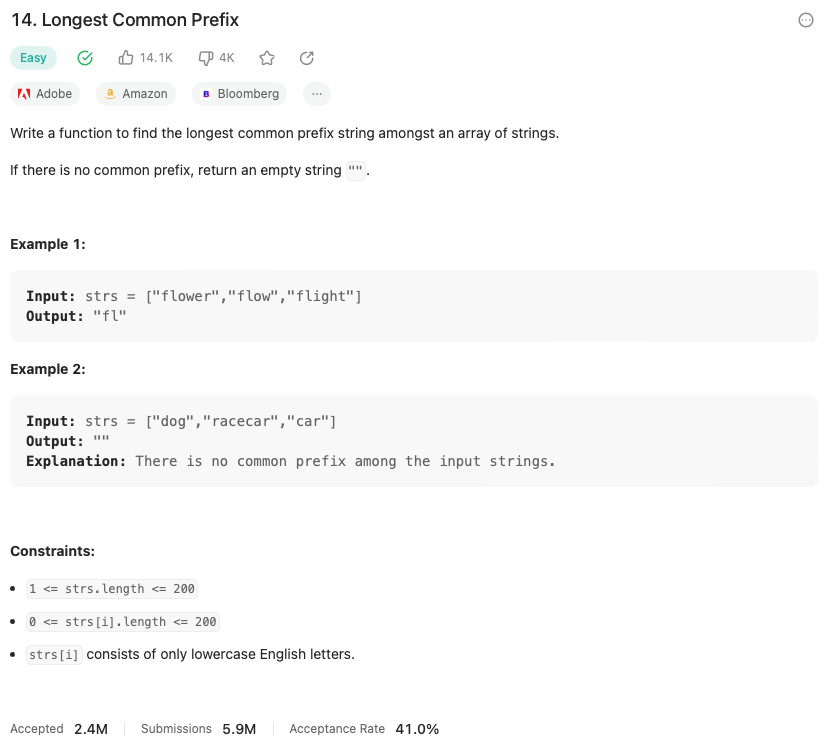 14. Longest Common Prefix
Easy 14.1K 4K
Adobe Amazon Bloomberg ...
Write a function to find the longest common prefix string amongst an array of strings.
If there is no common prefix, return an empty string "".
Example 1:
Input: strs = ["flower","flow","flight"]
Output: "fl"
Example 2:
Input: strs = ["dog","racecar","car"]
Output: ""
Explanation: There is no common prefix among the input strings.
Constraints:
• 1 <= strs.length <= 200
• 0 <= strs[i].length <= 200
• strs[i] consists of only lowercase English letters.
Accepted 2.4M Submissions 5.9M Acceptance Rate 41.0%